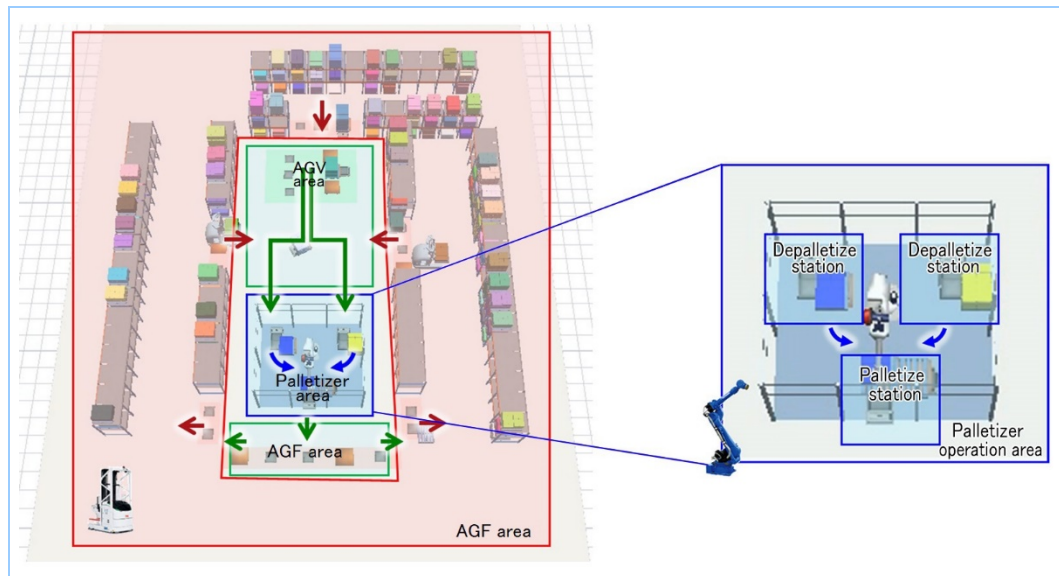 AGV
area
Palletizer
area
AGF area
AGF area
Depalletize
station
Depalletize
station
Palletize
station
Palletizer
operation area